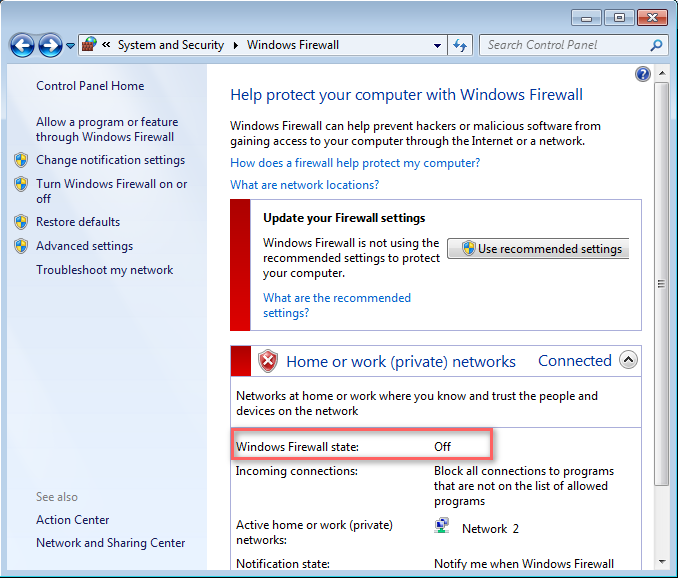 « System and Security Windows Firewall
Search Control Panel
Control Panel Home
Allow a program or feature
through Windows Firewall
Change notification settings
Turn Windows Firewall on or
off
Restore defaults
Advanced settings
Troubleshoot my network
See also
Action Center
Network and Sharing Center
Help protect your computer with Windows Firewall
Windows Firewall can help prevent hackers or malicious software from
gaining access to your computer through the Internet or a network.
How does a firewall help protect my computer?
What are network locations?
Update your Firewall settings
Windows Firewall is not using the
recommended settings to protect
your computer.
Use recommended settings
What are the recommended
settings?
Home or work (private) networks Connected
Networks at home or work where you know and trust the people and
devices on the network
Windows Firewall state: Off
Incoming connections: Block all connections to programs
that are not on the list of allowed
programs
Active home or work (private)
networks:
Network 2
Notification state: Notify me when Windows Firewall